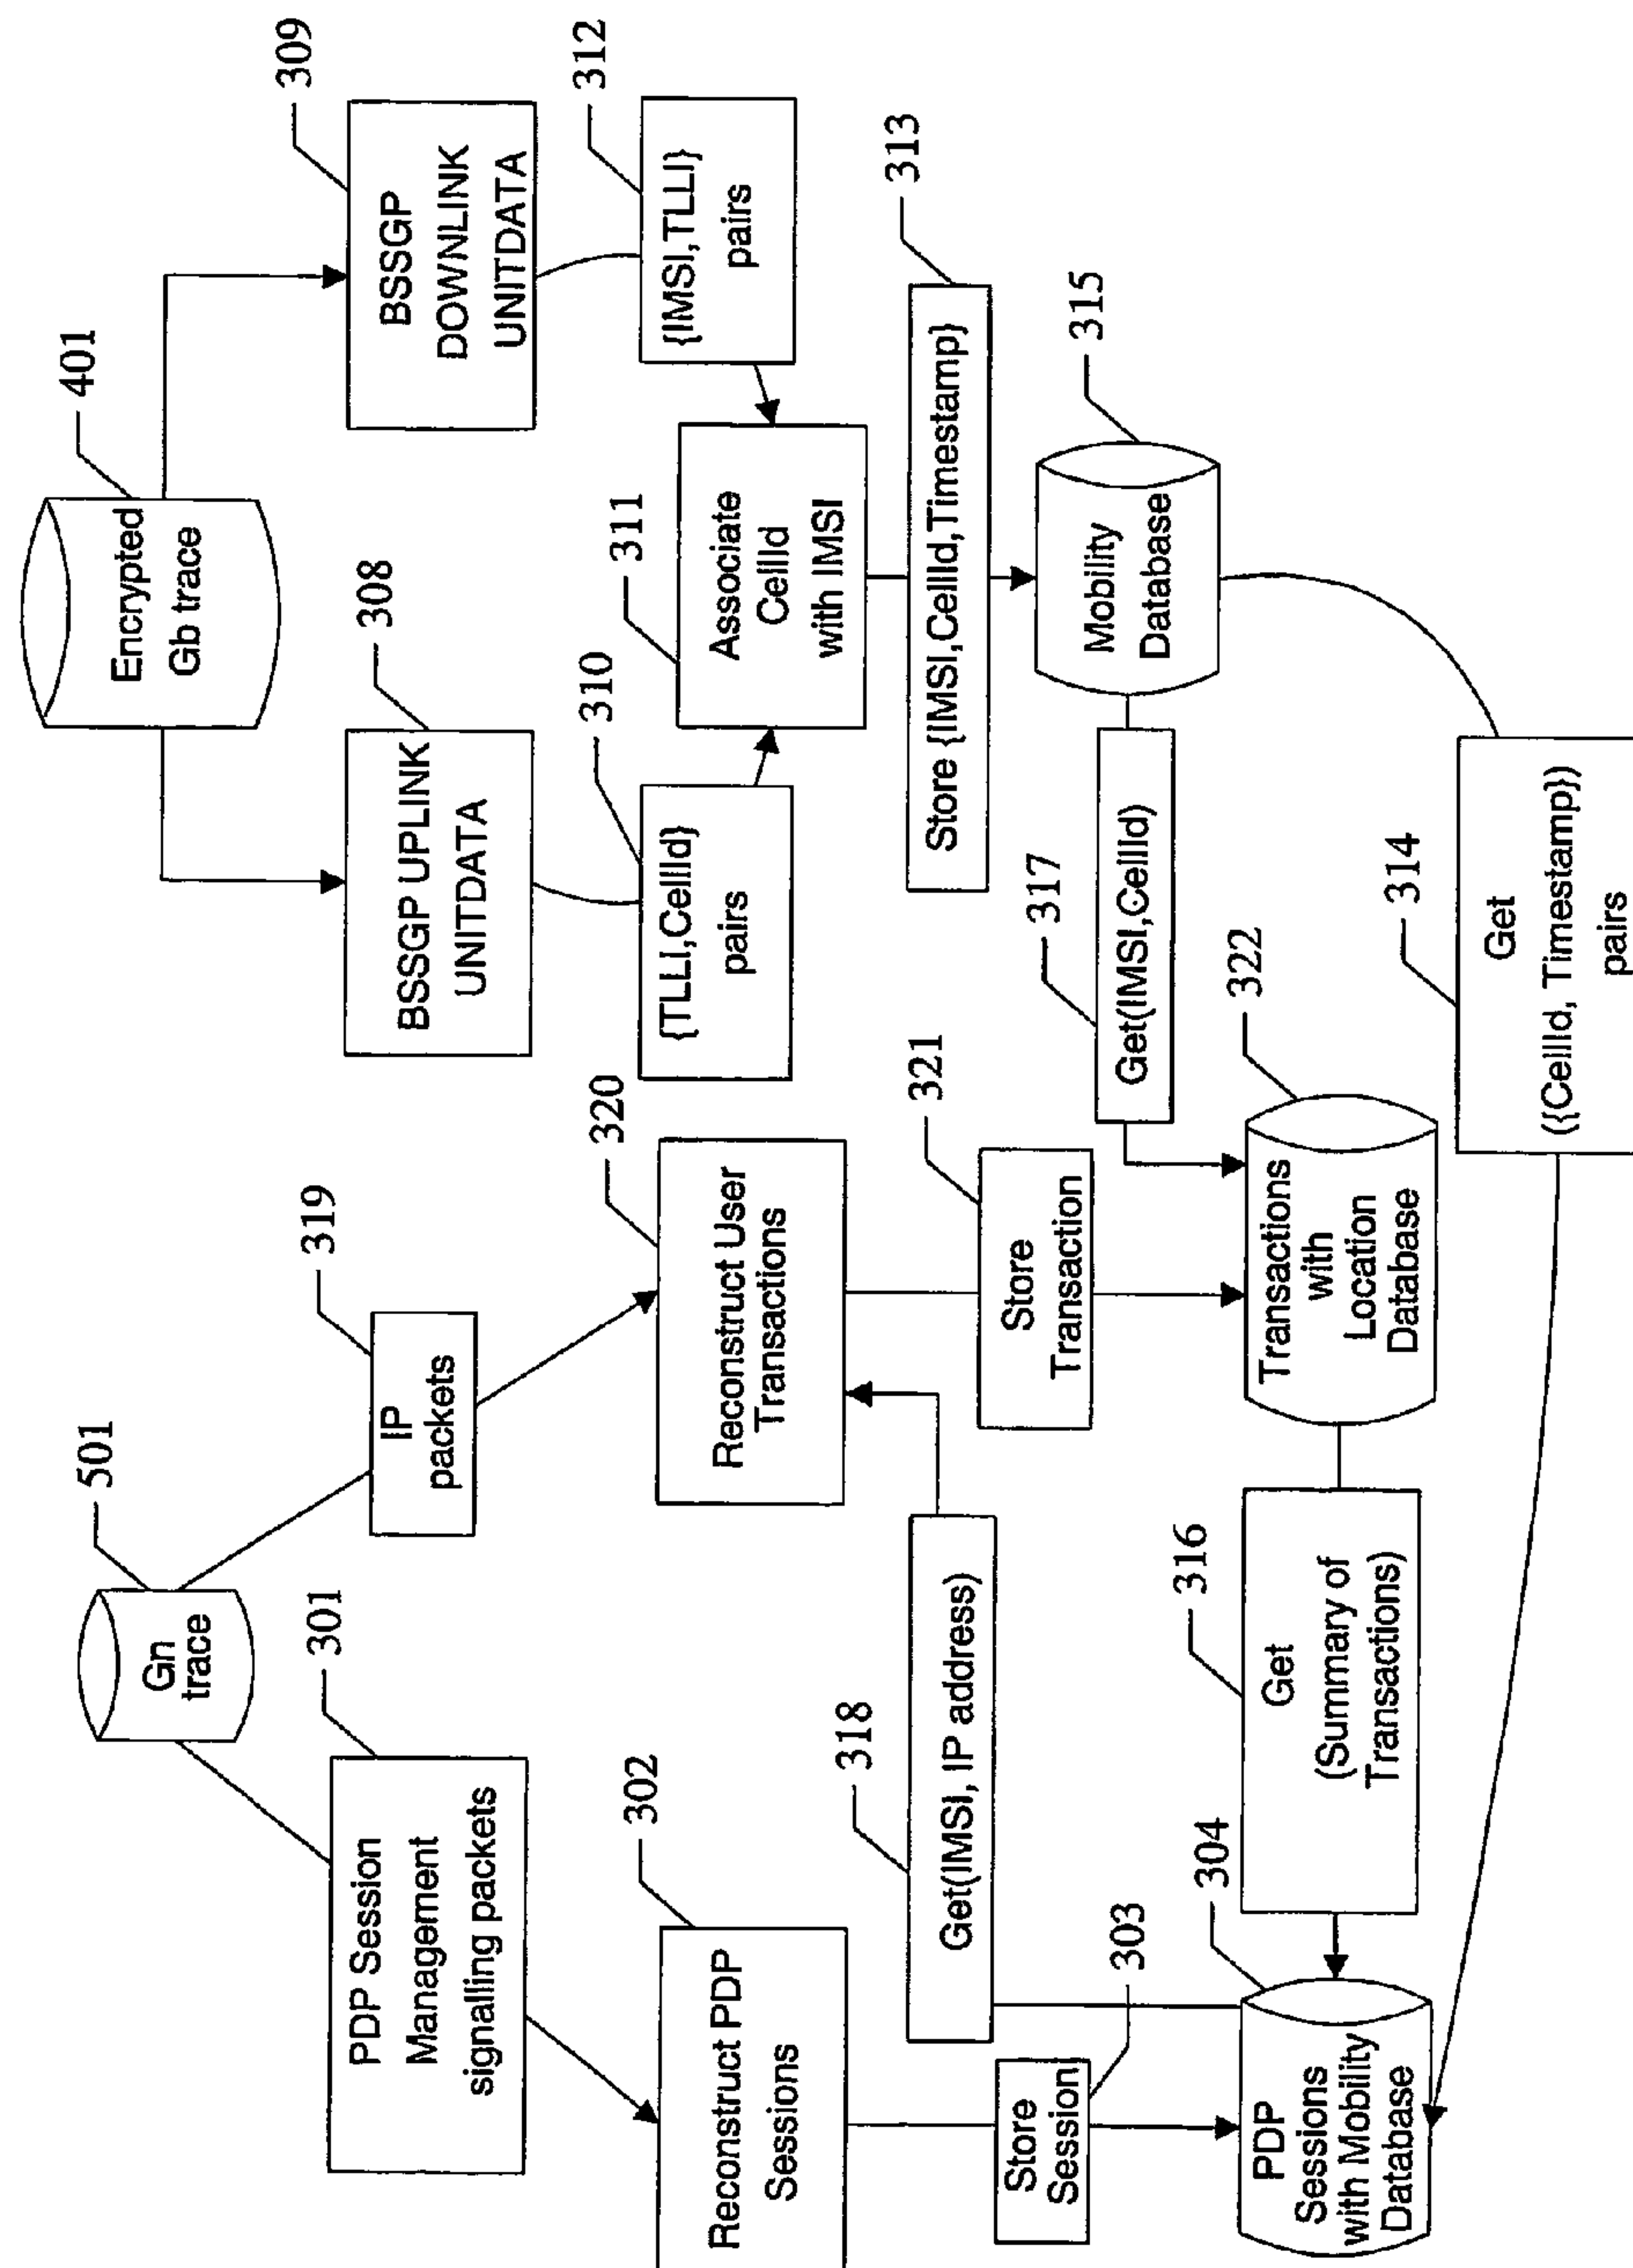 Gn
trace
501
Encrypted
Gb trace
401
PDP Session
Management
signalling packets
301
IP
packets
319
BSSGP UPLINK
UNITDATA
308
BSSGP
DOWNLINK
UNITDATA
309
Reconstruct PDP
Sessions
302
Reconstruct User
Transactions
320
{TLLI,CellId}
pairs
310
{IMSI,TLLI}
pairs
312
Associate
CellId
with IMSI
311
Get(IMSI, IP address)
318
Store {IMSI,CellId,Timestamp}
313
Store
Session
303
Store
Transaction
321
Mobility
Database
315
Get(IMSI,CellId)
317
PDP
Sessions
with Mobility
Database
304
Get
(Summary of
Transactions)
316
Transactions
with
Location
Database
322
Get
({CellId, Timestamp})
pairs
314